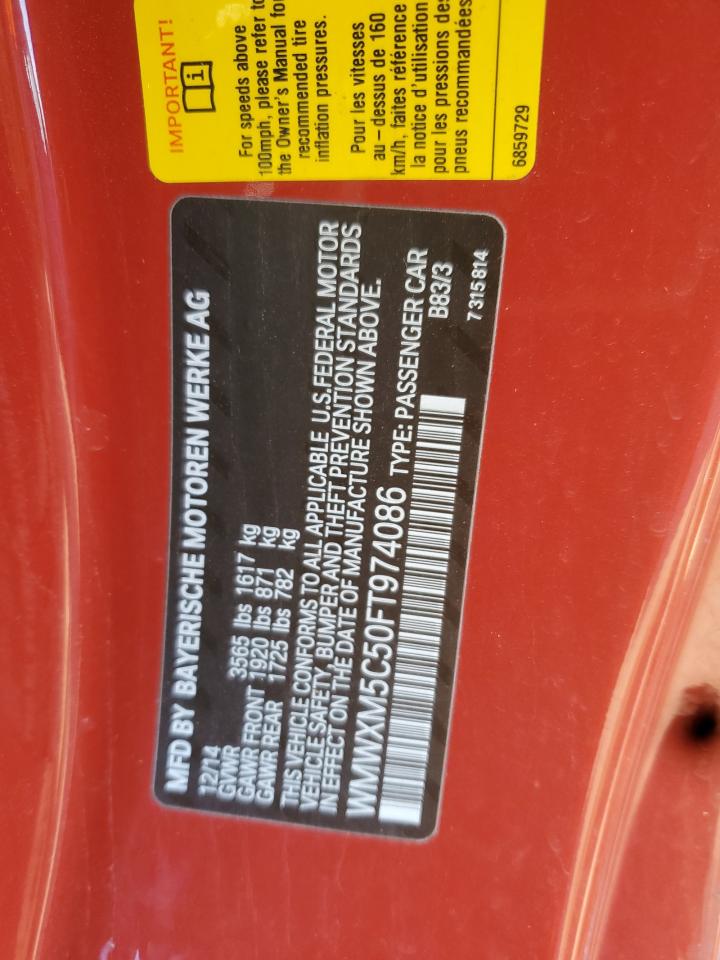 IMPORTANT!
For speeds above
100mph, please refer to
the Owner's Manual for
recommended tire
inflation pressures.
Pour les vitesses
au-dessus de 160
km/h, faites référence
la notice d'utilisation
pour les pressions des
pneus recommandées
6859729
MFD BY BAYERISCHE MOTOREN WERKE AG
12/14
GVWR 3565 lbs 1617 kg
GAWR FRONT 1920 lbs 871 kg
GAWR REAR 1725 lbs 782 kg
THIS VEHICLE CONFORMS TO ALL APPLICABLE U.S.FEDERAL MOTOR
VEHICLE SAFETY, BUMPER AND THEFT PREVENTION STANDARDS
IN EFFECT ON THE DATE OF MANUFACTURE SHOWN ABOVE.
WMWXM5C50FT974086 TYPE: PASSENGER CAR
B83/3
7 315 814